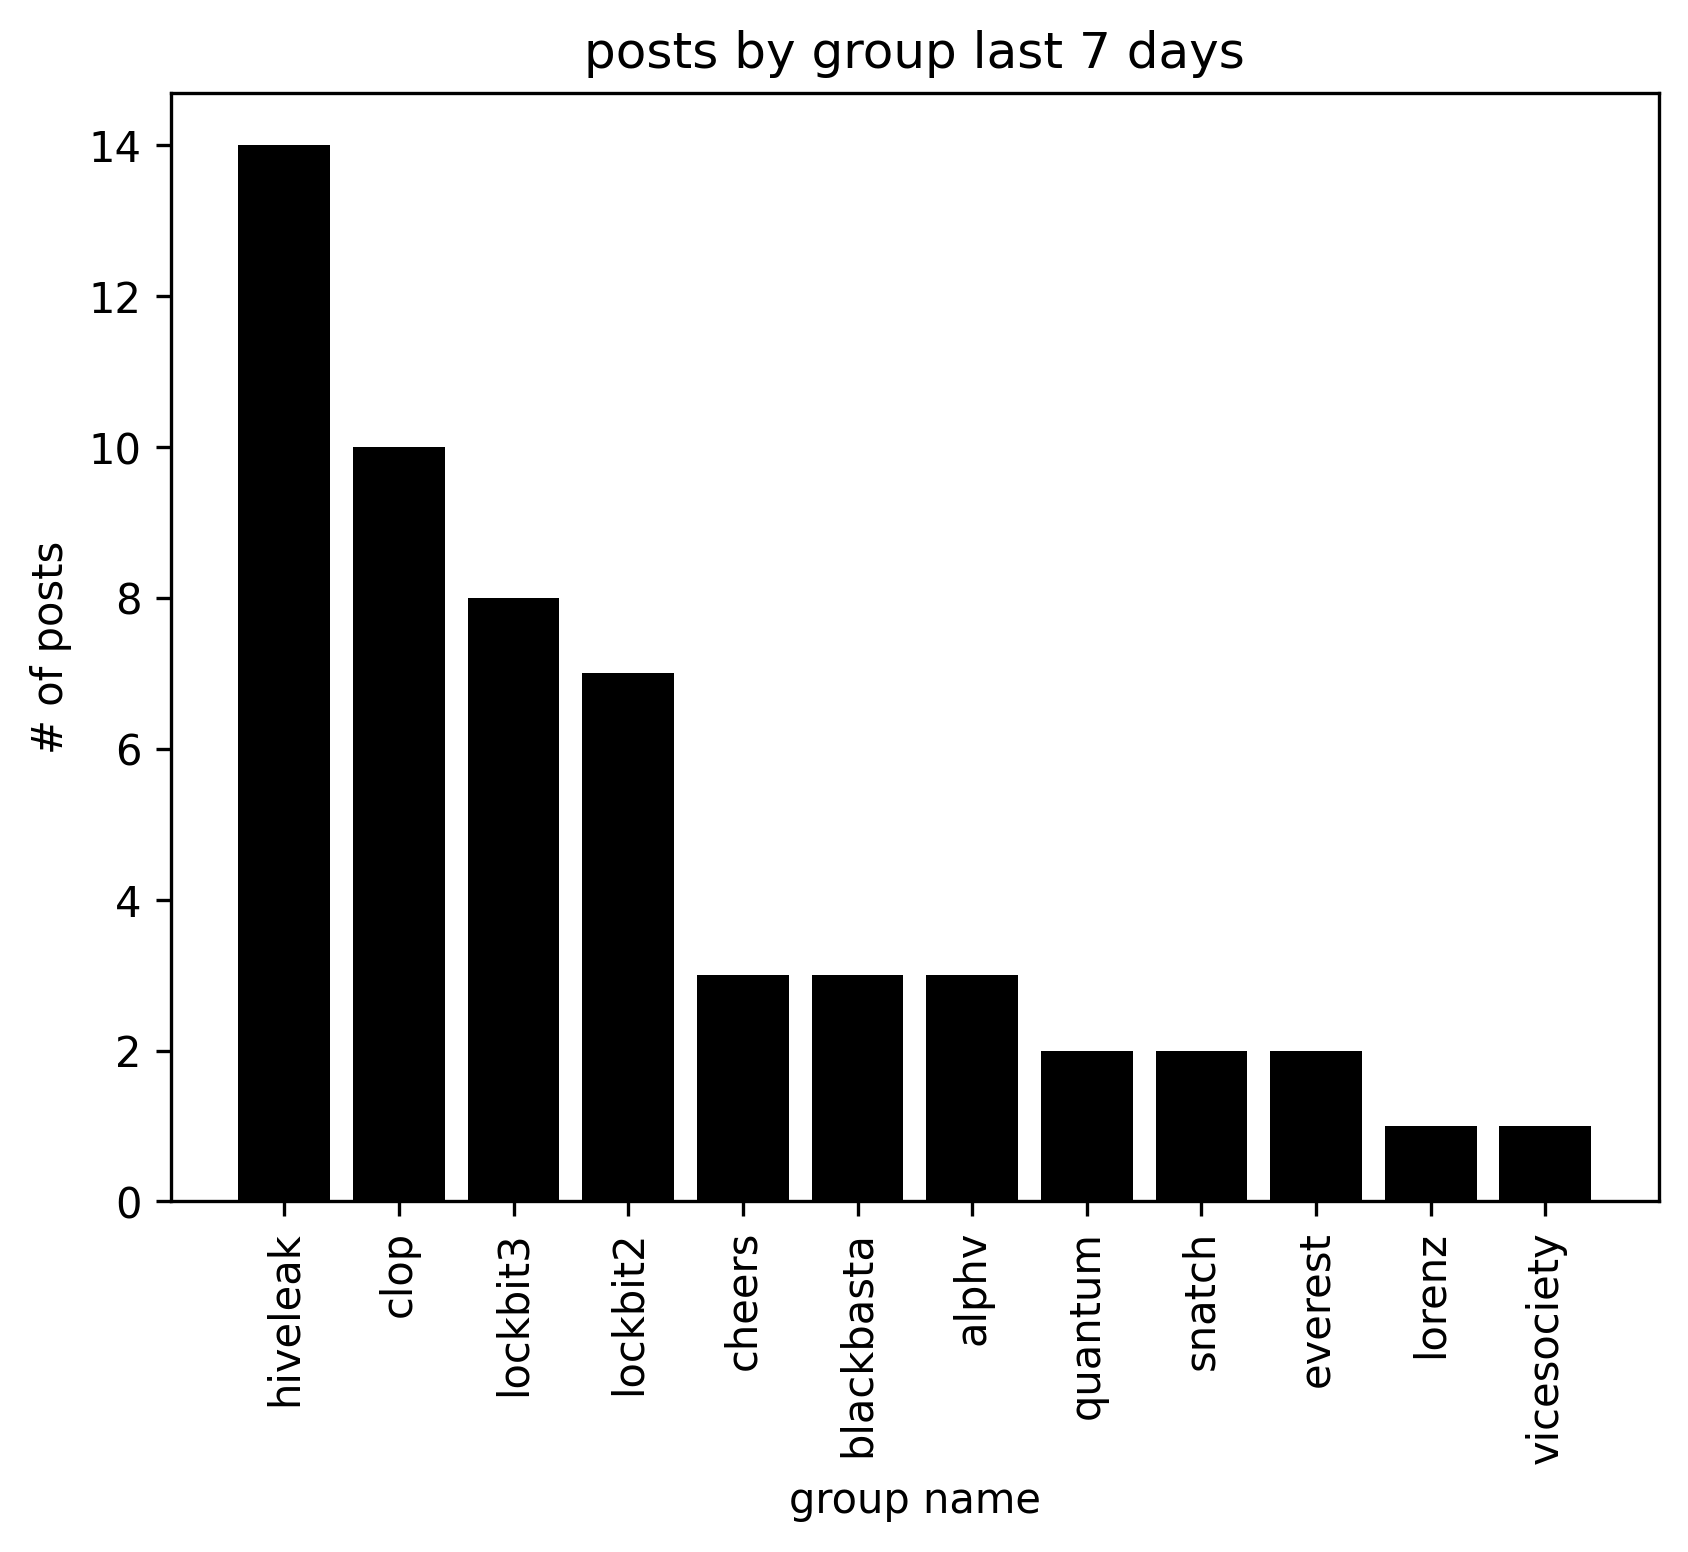 posts by group last 7 days
# of posts
14
12
10
8
6
4
2
0
hiveleak
clop
lockbit3
lockbit2
cheers
blackbasta
alphv
quantum
snatch
everest
lorenz
vicesociety
group name